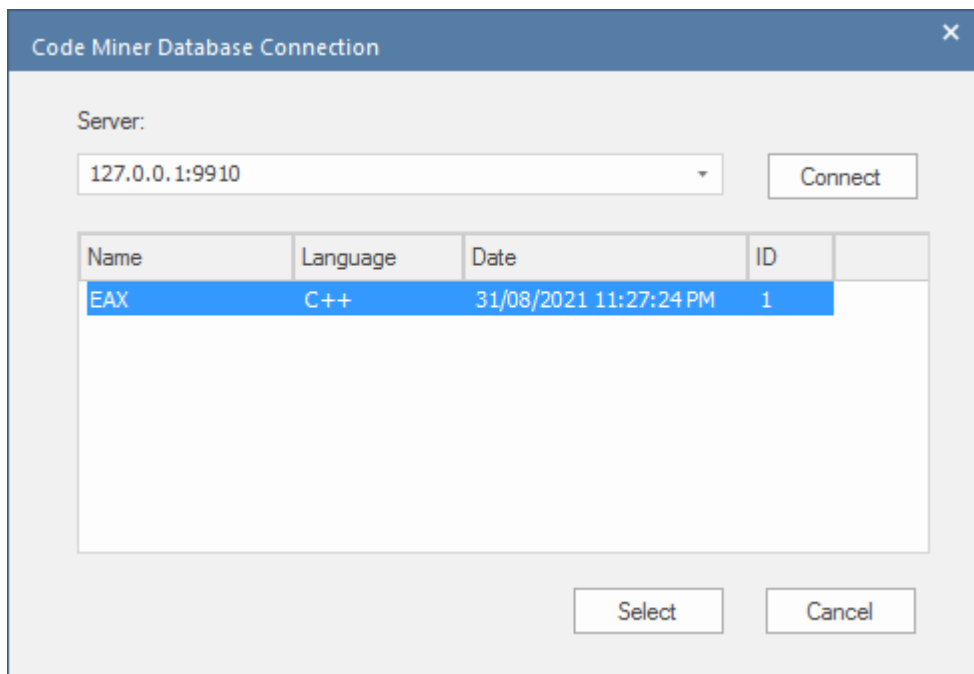 Code Miner Database Connection
Server:
127.0.0.1:9910 Connect
Name Language Date ID
EAX C++ 31/08/2021 11:27:24 PM 1
Select Cancel